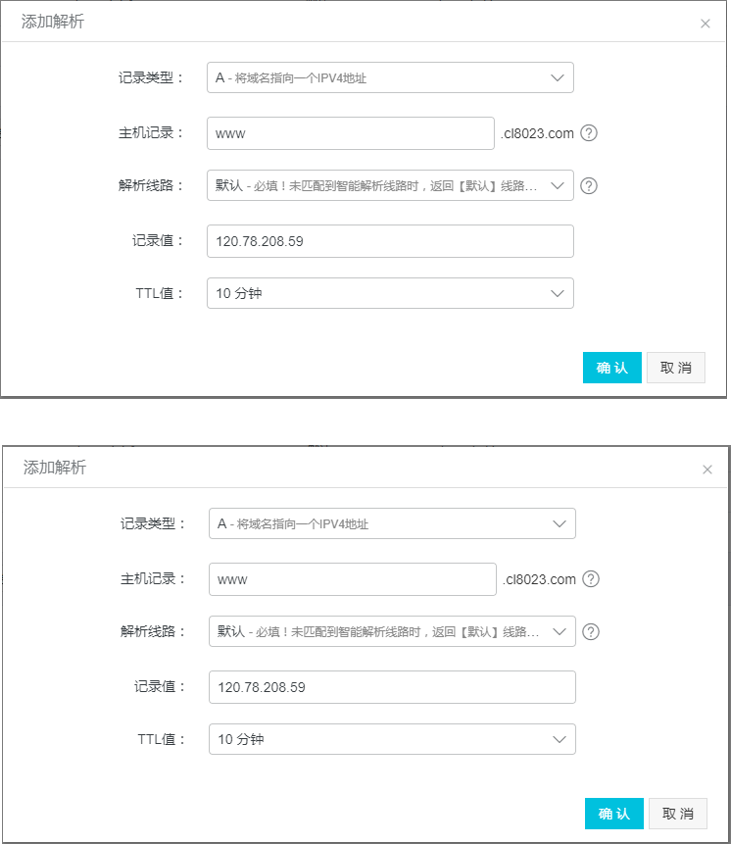 添加解析
记录类型： A - 将域名指向一个IPV4地址
主机记录： www .cl8023.com
解析线路： 默认 - 必填！未匹配到智能解析线路时，返回【默认】线路...
记录值： 120.78.208.59
TTL值： 10 分钟
确认 取消
添加解析
记录类型： A - 将域名指向一个IPV4地址
主机记录： www .cl8023.com
解析线路： 默认 - 必填！未匹配到智能解析线路时，返回【默认】线路...
记录值： 120.78.208.59
TTL值： 10 分钟
确认 取消